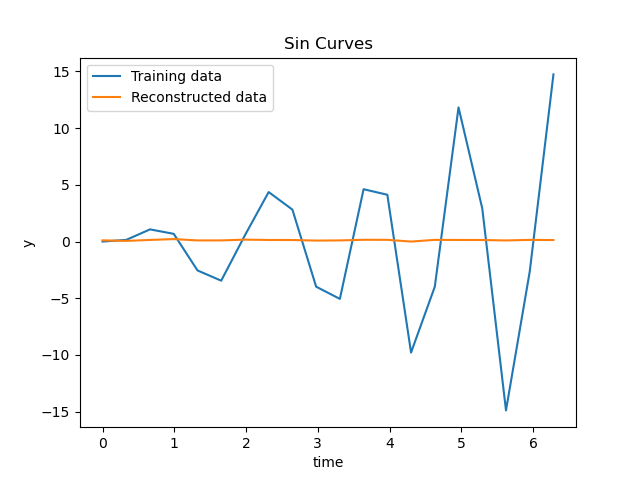 Sin Curves
Training data
Reconstructed data
15
10
5
0
−5
−10
−15
y
0 1 2 3 4 5 6
time